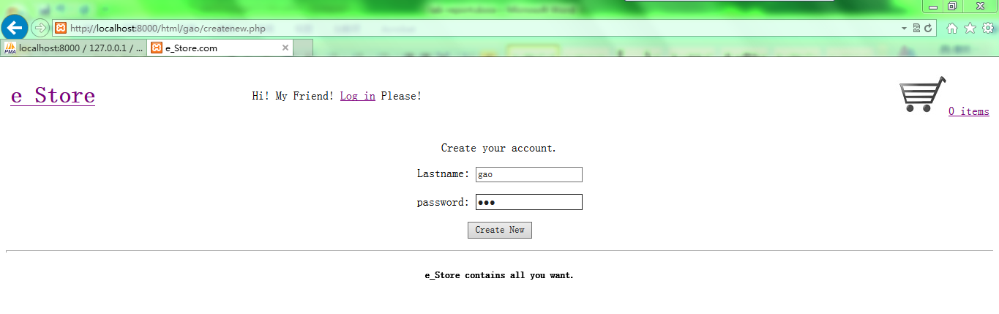 http://localhost:8000/html/gao/createnew.php
PMA localhost:8000 / 127.0.0.1 / ...
e_Store.com
e Store
Hi! My Friend! Log in Please!
0 items
Create your account.
Lastname: gao
password: ●●●
Create New
e_Store contains all you want.